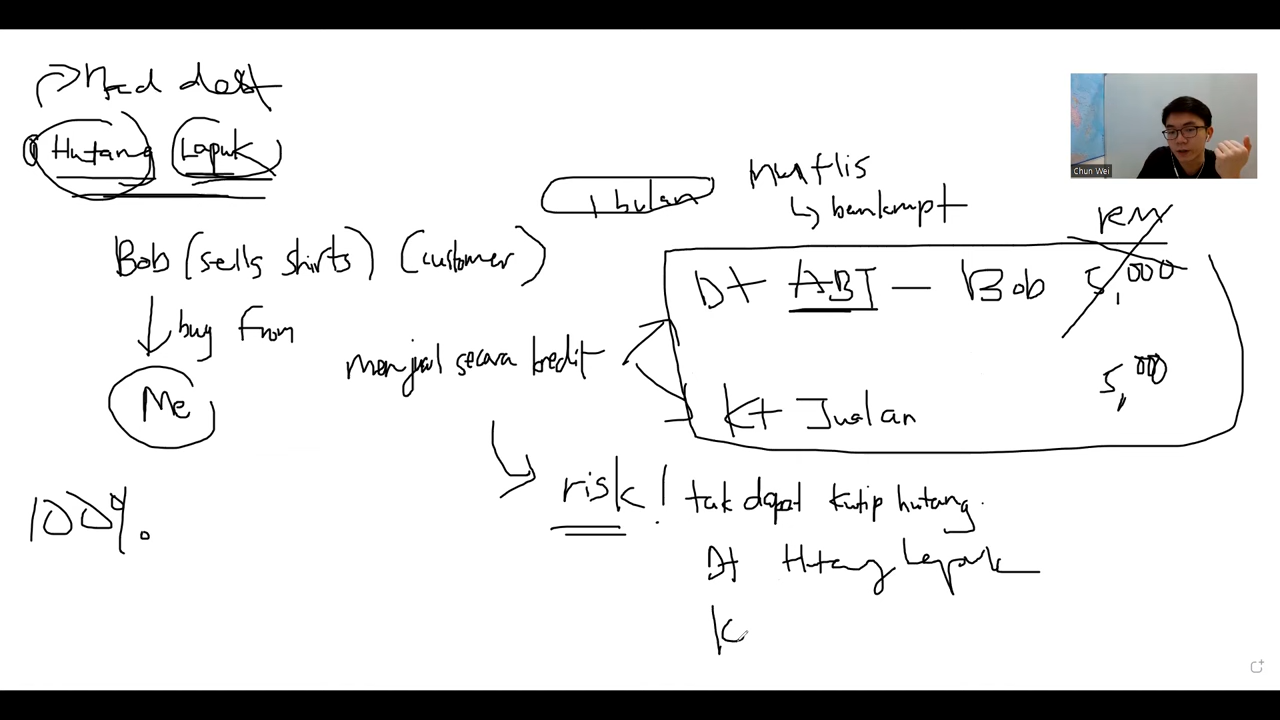 Bad debt
Hutang Lapuk
1 bulan
muflis
↳ bankrupt
Bob (sells shirts) (customer)
buy from
Me
RM
Dt ABT — Bob 5,000
menjual secara kredit
5,000
Kt Jualan
100%.
risk! tak dapat kutip hutang.
Dt Hutang Lapuk
K
Chun Wei